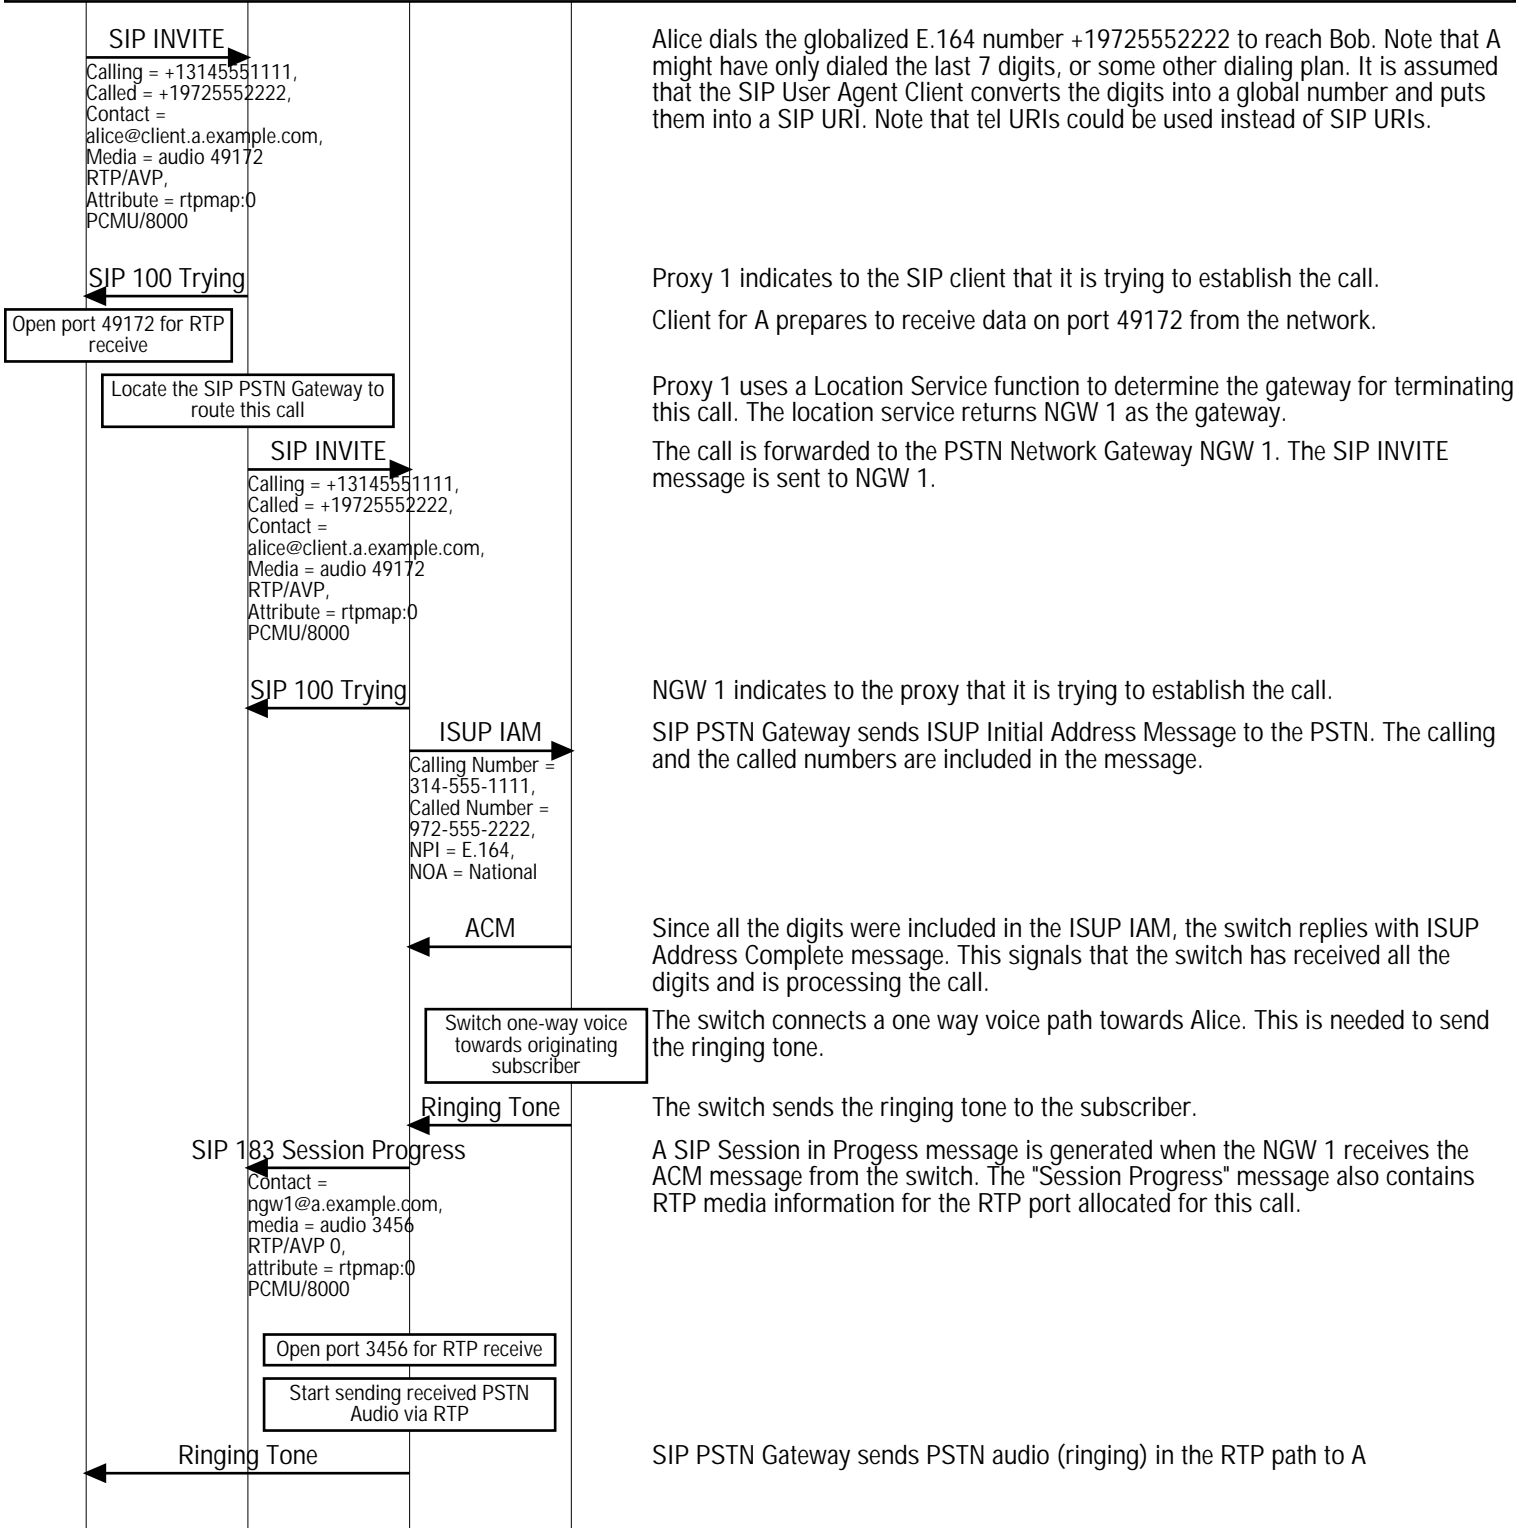 SIP INVITE
Calling = +13145551111,
Called = +19725552222,
Contact =
alice@client.a.example.com,
Media = audio 49172
RTP/AVP,
Attribute = rtpmap:0
PCMU/8000
Alice dials the globalized E.164 number +19725552222 to reach Bob. Note that A
might have only dialed the last 7 digits, or some other dialing plan. It is assumed
that the SIP User Agent Client converts the digits into a global number and puts
them into a SIP URI. Note that tel URIs could be used instead of SIP URIs.
SIP 100 Trying
Proxy 1 indicates to the SIP client that it is trying to establish the call.
Open port 49172 for RTP
receive
Client for A prepares to receive data on port 49172 from the network.
Locate the SIP PSTN Gateway to
route this call
Proxy 1 uses a Location Service function to determine the gateway for terminating
this call. The location service returns NGW 1 as the gateway.
SIP INVITE
Calling = +13145551111,
Called = +19725552222,
Contact =
alice@client.a.example.com,
Media = audio 49172
RTP/AVP,
Attribute = rtpmap:0
PCMU/8000
The call is forwarded to the PSTN Network Gateway NGW 1. The SIP INVITE
message is sent to NGW 1.
SIP 100 Trying
NGW 1 indicates to the proxy that it is trying to establish the call.
ISUP IAM
Calling Number =
314-555-1111,
Called Number =
972-555-2222,
NPI = E.164,
NOA = National
SIP PSTN Gateway sends ISUP Initial Address Message to the PSTN. The calling
and the called numbers are included in the message.
ACM
Since all the digits were included in the ISUP IAM, the switch replies with ISUP
Address Complete message. This signals that the switch has received all the
digits and is processing the call.
Switch one-way voice
towards originating
subscriber
The switch connects a one way voice path towards Alice. This is needed to send
the ringing tone.
Ringing Tone
The switch sends the ringing tone to the subscriber.
SIP 183 Session Progress
Contact =
ngw1@a.example.com,
media = audio 3456
RTP/AVP 0,
attribute = rtpmap:0
PCMU/8000
A SIP Session in Progess message is generated when the NGW 1 receives the
ACM message from the switch. The "Session Progress" message also contains
RTP media information for the RTP port allocated for this call.
Open port 3456 for RTP receive
Start sending received PSTN
Audio via RTP
Ringing Tone
SIP PSTN Gateway sends PSTN audio (ringing) in the RTP path to A